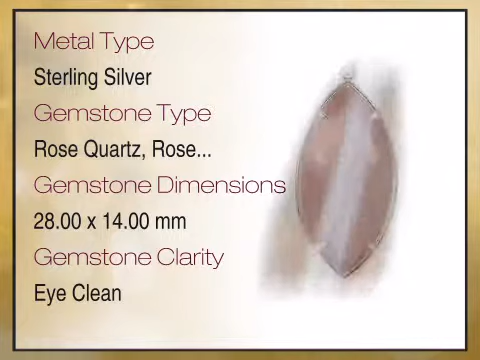 Metal Type
Sterling Silver
Gemstone Type
Rose Quartz, Rose...
Gemstone Dimensions
28.00 x 14.00 mm
Gemstone Clarity
Eye Clean